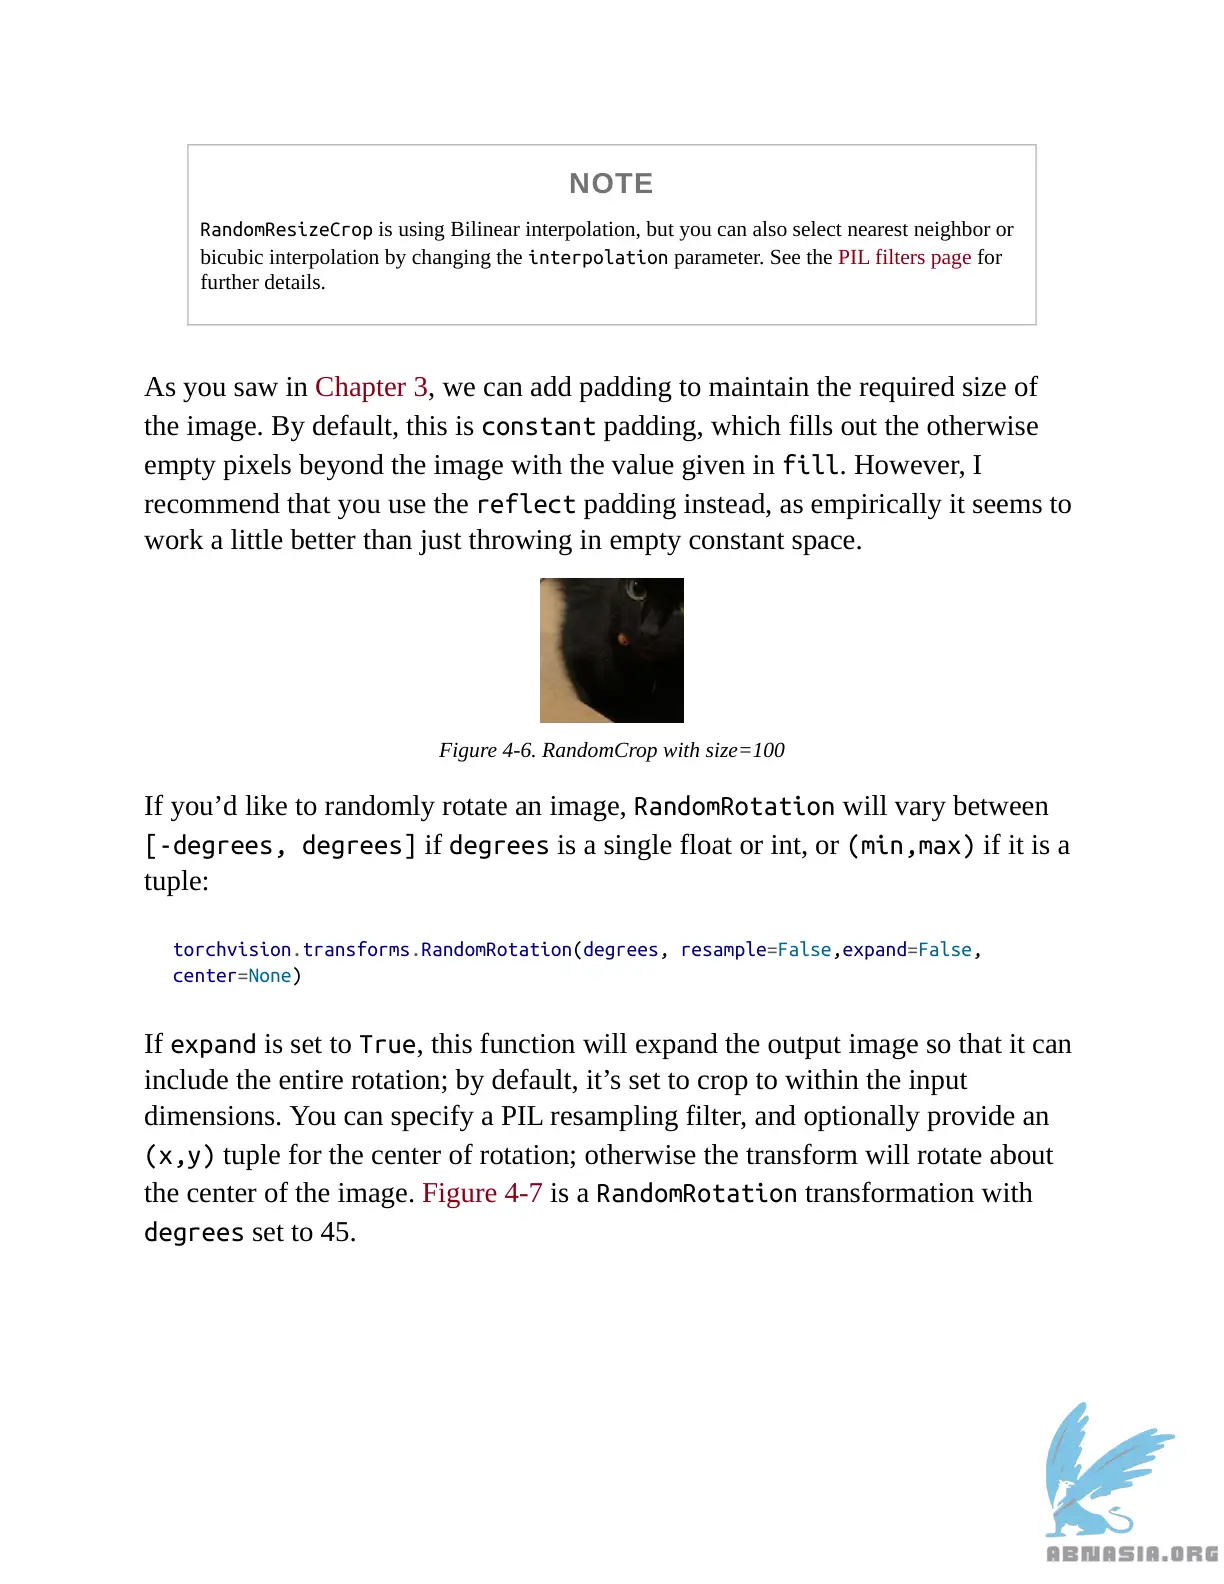 NOTE
RandomResizeCrop is using Bilinear interpolation, but you can also select nearest neighbor or
bicubic interpolation by changing the interpolation parameter. See the PIL filters page for
further details.
As you saw in Chapter 3, we can add padding to maintain the required size of
the image. By default, this is constant padding, which fills out the otherwise
empty pixels beyond the image with the value given in fill. However, I
recommend that you use the reflect padding instead, as empirically it seems to
work a little better than just throwing in empty constant space.
Figure 4-6. RandomCrop with size=100
If you’d like to randomly rotate an image, RandomRotation will vary between
[-degrees, degrees] if degrees is a single float or int, or (min,max) if it is a
tuple:
torchvision.transforms.RandomRotation(degrees, resample=False,expand=False,
center=None)
If expand is set to True, this function will expand the output image so that it can
include the entire rotation; by default, it’s set to crop to within the input
dimensions. You can specify a PIL resampling filter, and optionally provide an
(x,y) tuple for the center of rotation; otherwise the transform will rotate about
the center of the image. Figure 4-7 is a RandomRotation transformation with
degrees set to 45.
ABNASIA.ORG